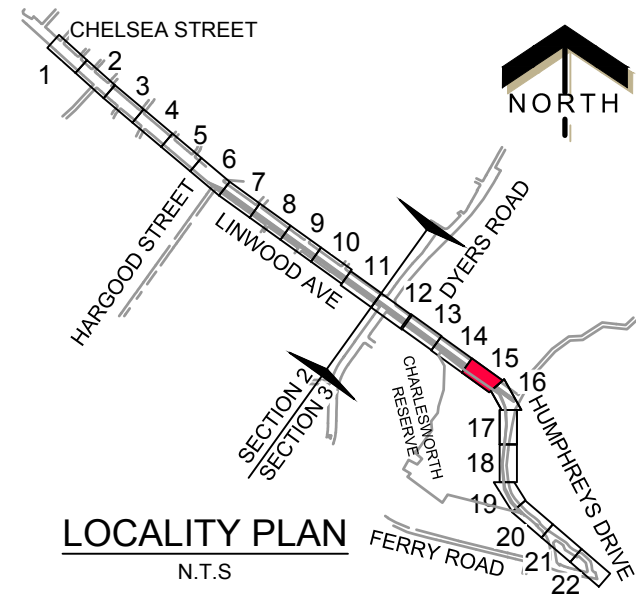 CHELSEA STREET
1
2
3
4
5
6
7
8
9
10
11
12
13
14
15
16
17
18
19
20
21
22
NORTH
HARGOOD STREET
LINWOOD AVE
DYERS ROAD
SECTION 2
SECTION 3
CHARLESWORTH
RESERVE
HUMPHREYS DRIVE
FERRY ROAD
LOCALITY PLAN
N.T.S